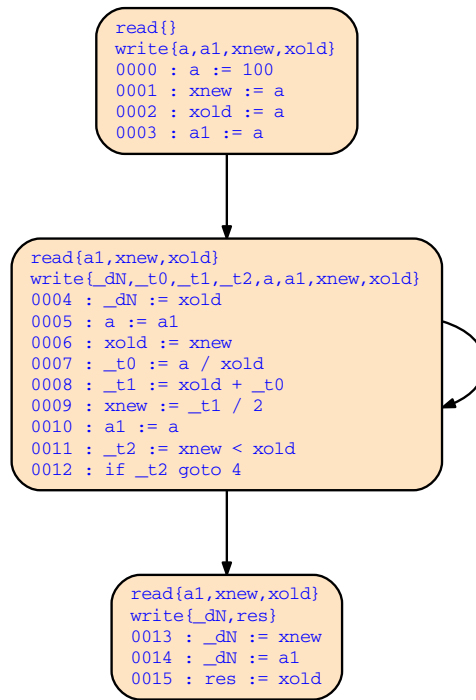 read{}
write{a,a1,xnew,xold}
0000 : a := 100
0001 : xnew := a
0002 : xold := a
0003 : a1 := a
read{a1,xnew,xold}
write{_dN,_t0,_t1,_t2,a,a1,xnew,xold}
0004 : _dN := xold
0005 : a := a1
0006 : xold := xnew
0007 : _t0 := a / xold
0008 : _t1 := xold + _t0
0009 : xnew := _t1 / 2
0010 : a1 := a
0011 : _t2 := xnew < xold
0012 : if _t2 goto 4
read{a1,xnew,xold}
write{_dN,res}
0013 : _dN := xnew
0014 : _dN := a1
0015 : res := xold